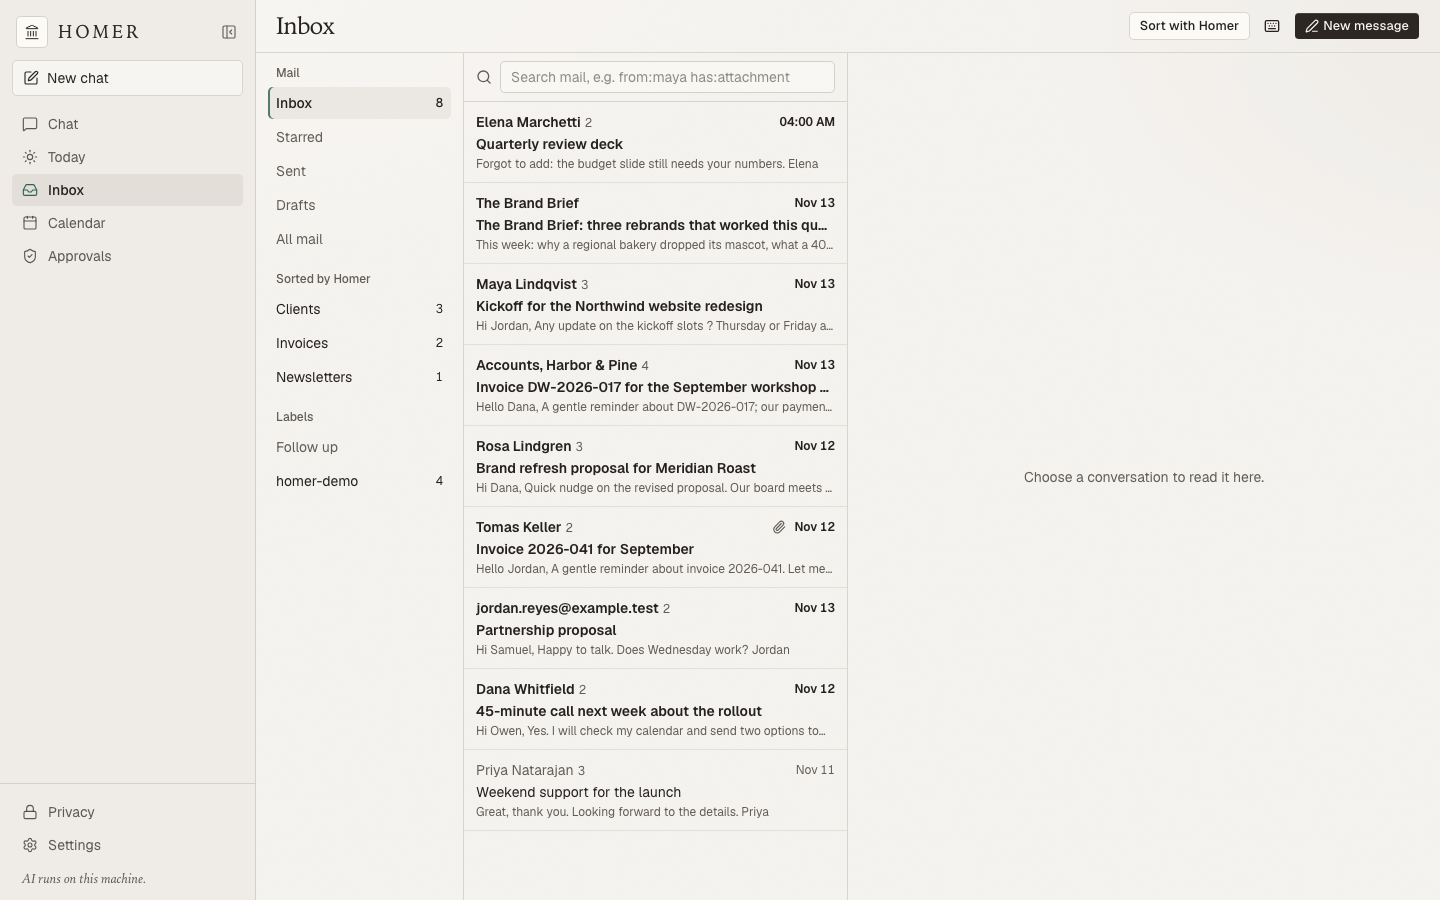 HOMER
New chat
Chat
Today
Inbox
Calendar
Approvals
Privacy
Settings
AI runs on this machine.
Inbox
Sort with Homer
New message
Mail
Inbox 8
Starred
Sent
Drafts
All mail
Sorted by Homer
Clients 3
Invoices 2
Newsletters 1
Labels
Follow up
homer-demo 4
Search mail, e.g. from:maya has:attachment
Elena Marchetti 2 04:00 AM
Quarterly review deck
Forgot to add: the budget slide still needs your numbers. Elena
The Brand Brief Nov 13
The Brand Brief: three rebrands that worked this qu...
This week: why a regional bakery dropped its mascot, what a 40...
Maya Lindqvist 3 Nov 13
Kickoff for the Northwind website redesign
Hi Jordan, Any update on the kickoff slots ? Thursday or Friday a...
Accounts, Harbor & Pine 4 Nov 13
Invoice DW-2026-017 for the September workshop ...
Hello Dana, A gentle reminder about DW-2026-017; our paymen...
Rosa Lindgren 3 Nov 12
Brand refresh proposal for Meridian Roast
Hi Dana, Quick nudge on the revised proposal. Our board meets ...
Tomas Keller 2 Nov 12
Invoice 2026-041 for September
Hello Jordan, A gentle reminder about invoice 2026-041. Let me...
jordan.reyes@example.test 2 Nov 13
Partnership proposal
Hi Samuel, Happy to talk. Does Wednesday work? Jordan
Dana Whitfield 2 Nov 12
45-minute call next week about the rollout
Hi Owen, Yes. I will check my calendar and send two options to...
Priya Natarajan 3 Nov 11
Weekend support for the launch
Great, thank you. Looking forward to the details. Priya
Choose a conversation to read it here.